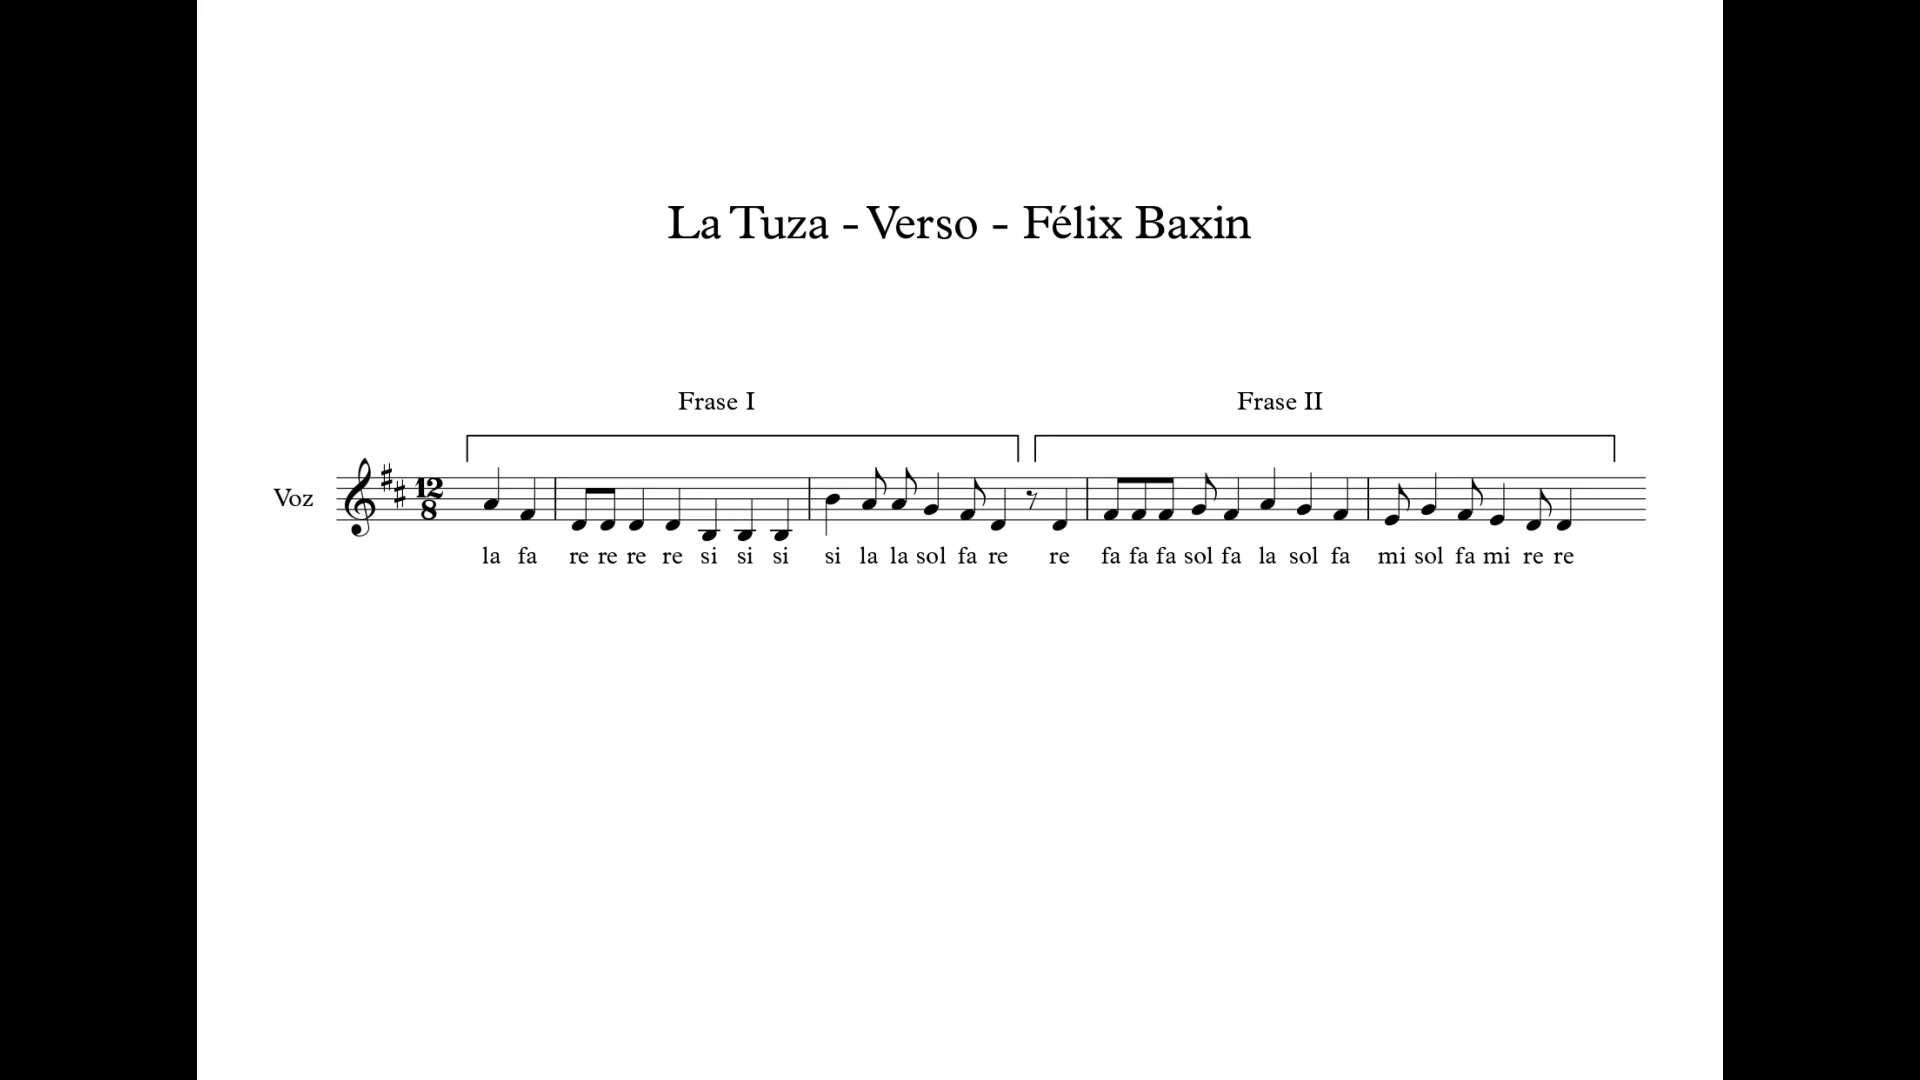 La Tuza - Verso - Félix Baxin
Frase I Frase II
12
8
Voz
la fa re re re re si si si si la la sol fa re re fa fa fa sol fa la sol fa mi sol fa mi re re